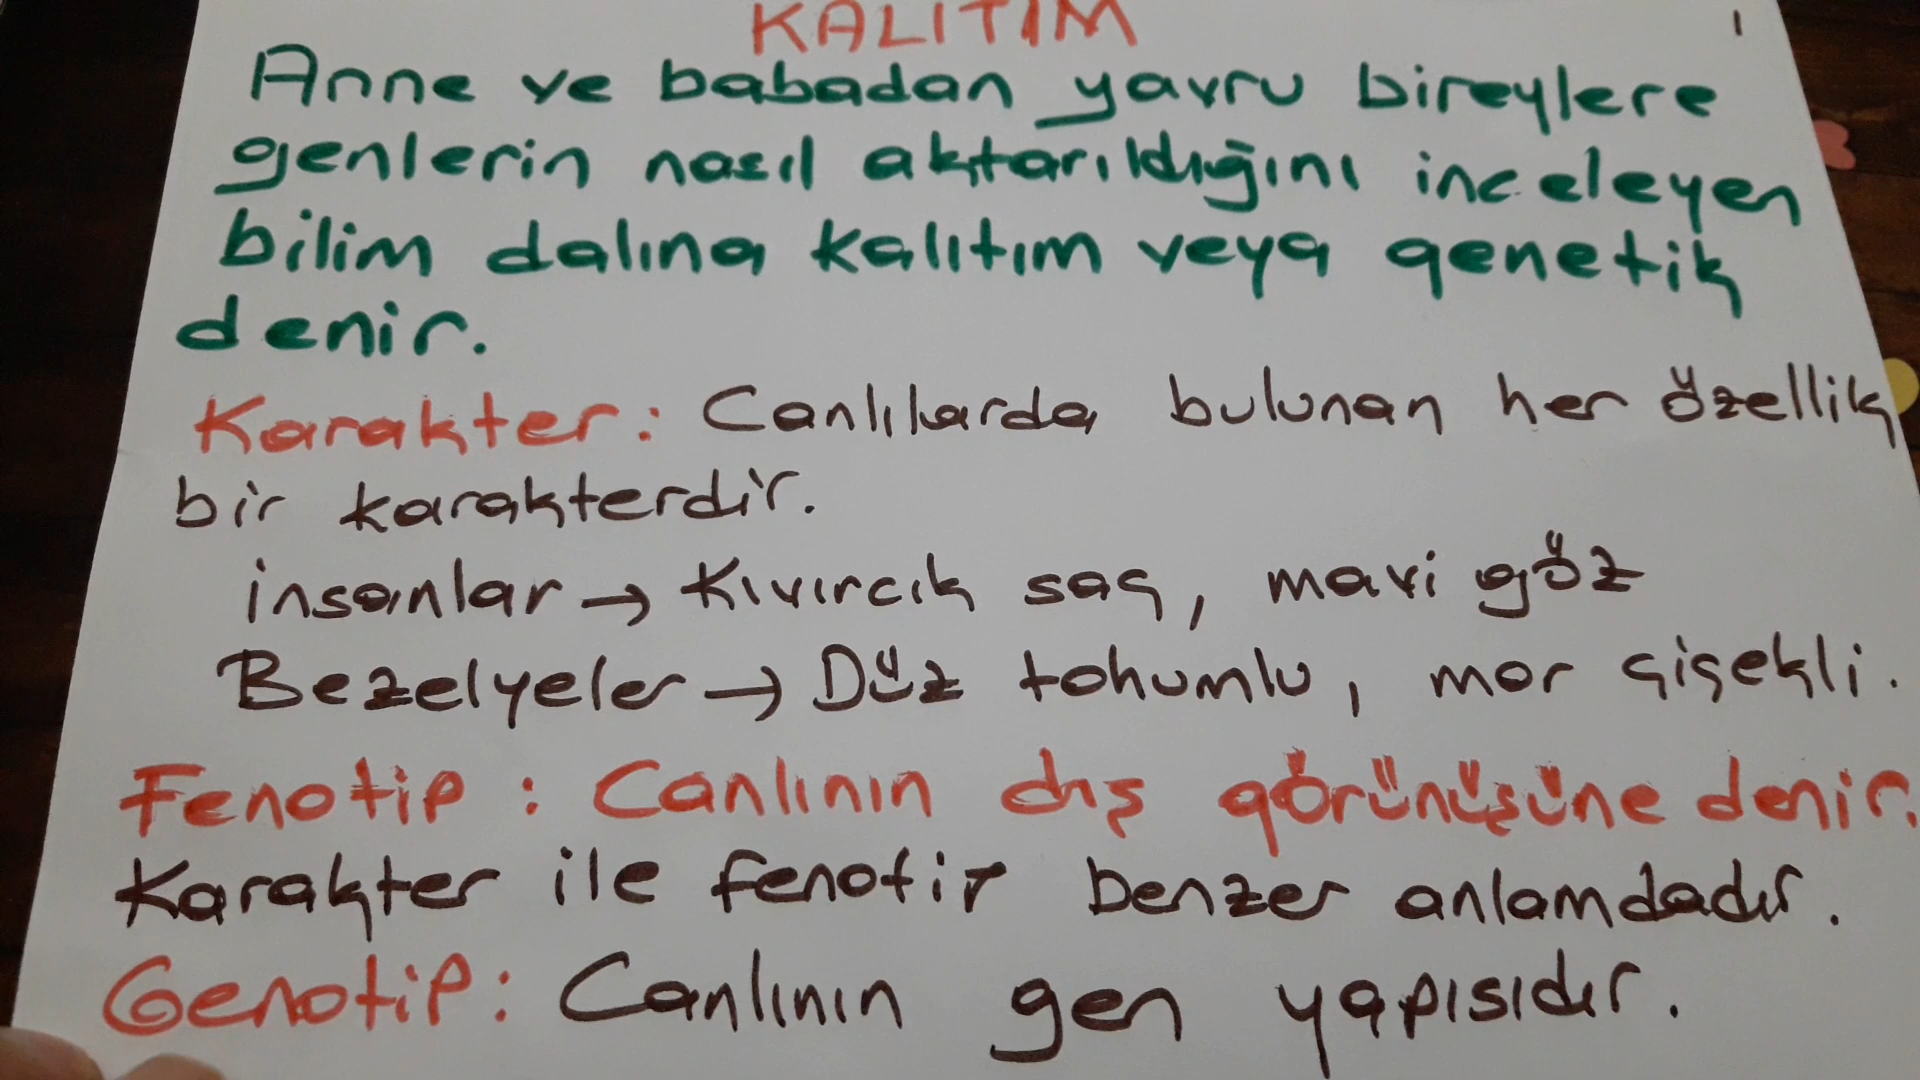 KALITIM
1
Anne ve babadan yavru bireylere
genlerin nasıl aktarıldığını inceleyen
bilim dalına kalıtım veya genetik
denir.
Karakter: Canlılarda bulunan her özellik
bir karakterdir.
insanlar → Kıvırcık saç, mavi göz
Bezelyeler → Düz tohumlu, mor çiçekli.
Fenotip : Canlının dış görünüşüne denir.
Karakter ile fenotip benzer anlamdadır.
Genotip: Canlının gen yapısıdır.